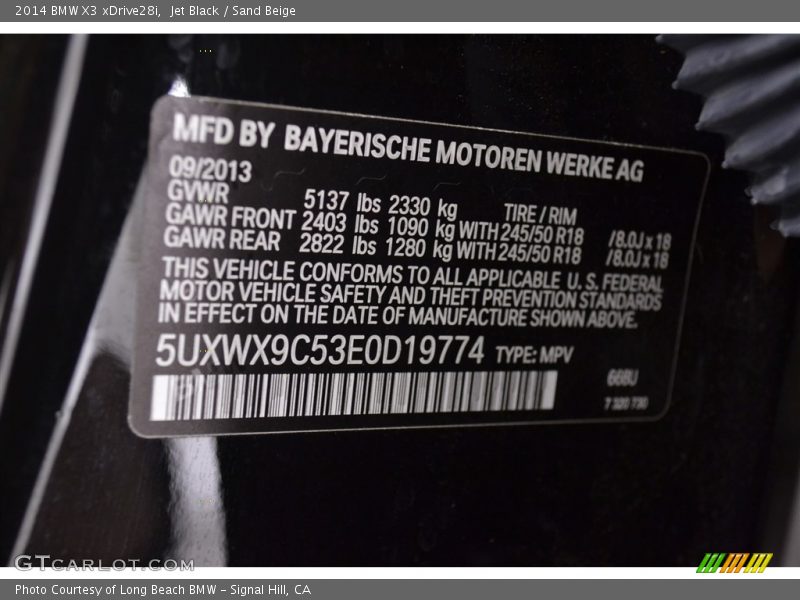 2014 BMW X3 xDrive28i, Jet Black / Sand Beige
MFD BY BAYERISCHE MOTOREN WERKE AG
09/2013
GVWR 5137 lbs 2330 kg TIRE / RIM
GAWR FRONT 2403 lbs 1090 kg WITH 245/50 R18 /8.0J x 18
GAWR REAR 2822 lbs 1280 kg WITH 245/50 R18 /8.0J x 18
THIS VEHICLE CONFORMS TO ALL APPLICABLE U. S. FEDERAL
MOTOR VEHICLE SAFETY AND THEFT PREVENTION STANDARDS
IN EFFECT ON THE DATE OF MANUFACTURE SHOWN ABOVE.
5UXWX9C53E0D19774 TYPE: MPV
668U
GTCARLOT.COM
Photo Courtesy of Long Beach BMW - Signal Hill, CA